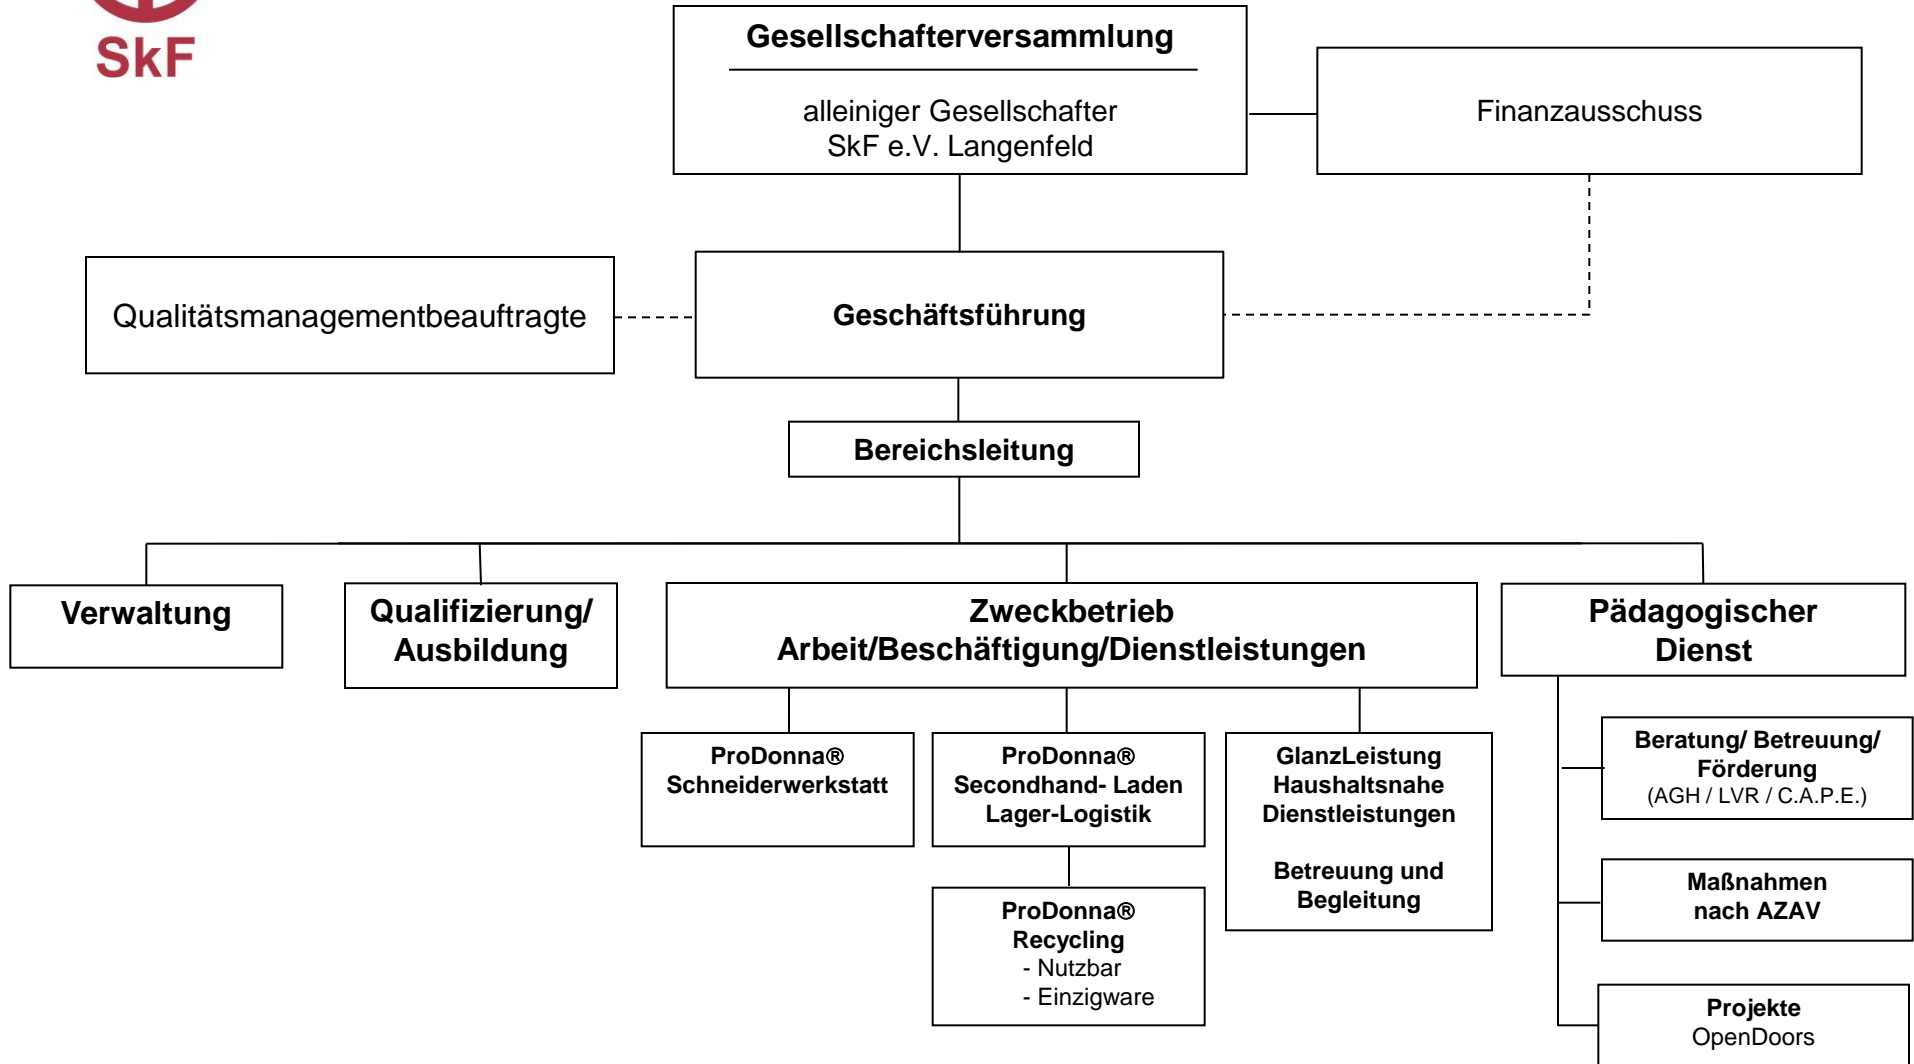 SkF
Gesellschafterversammlung
alleiniger Gesellschafter
SkF e.V. Langenfeld
Finanzausschuss
Qualitätsmanagementbeauftragte
Geschäftsführung
Bereichsleitung
Verwaltung
Qualifizierung/
Ausbildung
Zweckbetrieb
Arbeit/Beschäftigung/Dienstleistungen
Pädagogischer
Dienst
ProDonna®
Schneiderwerkstatt
ProDonna®
Secondhand- Laden
Lager-Logistik
ProDonna®
Recycling
- Nutzbar
- Einzigware
GlanzLeistung
Haushaltsnahe
Dienstleistungen
Betreuung und
Begleitung
Beratung/ Betreuung/
Förderung
(AGH / LVR / C.A.P.E.)
Maßnahmen
nach AZAV
Projekte
OpenDoors